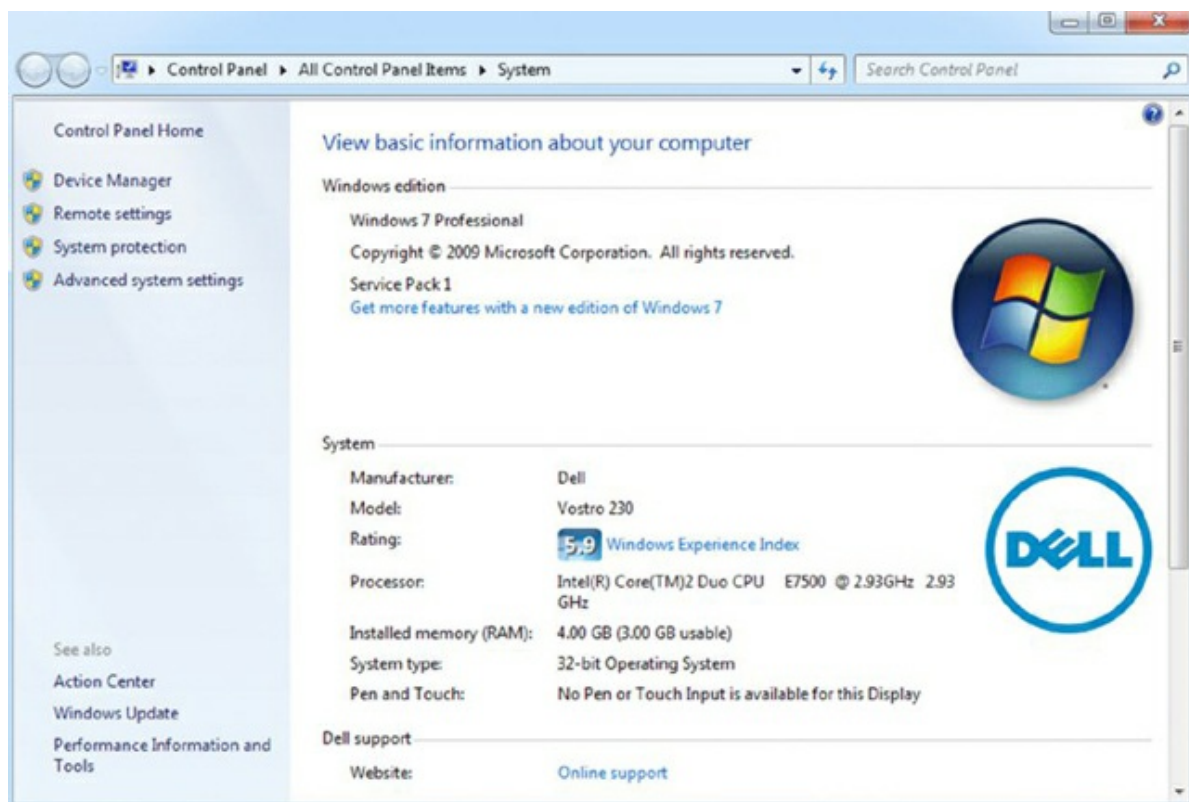 Control Panel ▸ All Control Panel Items ▸ System
Search Control Panel
Control Panel Home
Device Manager
Remote settings
System protection
Advanced system settings
See also
Action Center
Windows Update
Performance Information and
Tools
View basic information about your computer
Windows edition
Windows 7 Professional
Copyright © 2009 Microsoft Corporation. All rights reserved.
Service Pack 1
Get more features with a new edition of Windows 7
System
Manufacturer: Dell
Model: Vostro 230
Rating: 5.9 Windows Experience Index
Processor: Intel(R) Core(TM)2 Duo CPU E7500 @ 2.93GHz 2.93
GHz
Installed memory (RAM): 4.00 GB (3.00 GB usable)
System type: 32-bit Operating System
Pen and Touch: No Pen or Touch Input is available for this Display
DELL
Dell support
Website: Online support